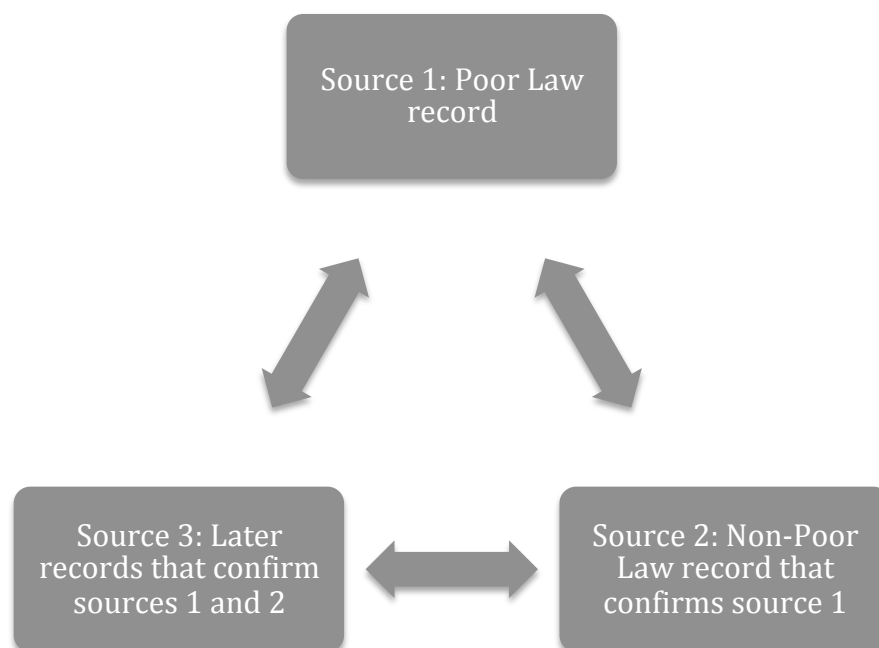 Source 1: Poor Law
record
Source 3: Later
records that confirm
sources 1 and 2
Source 2: Non-Poor
Law record that
confirms source 1